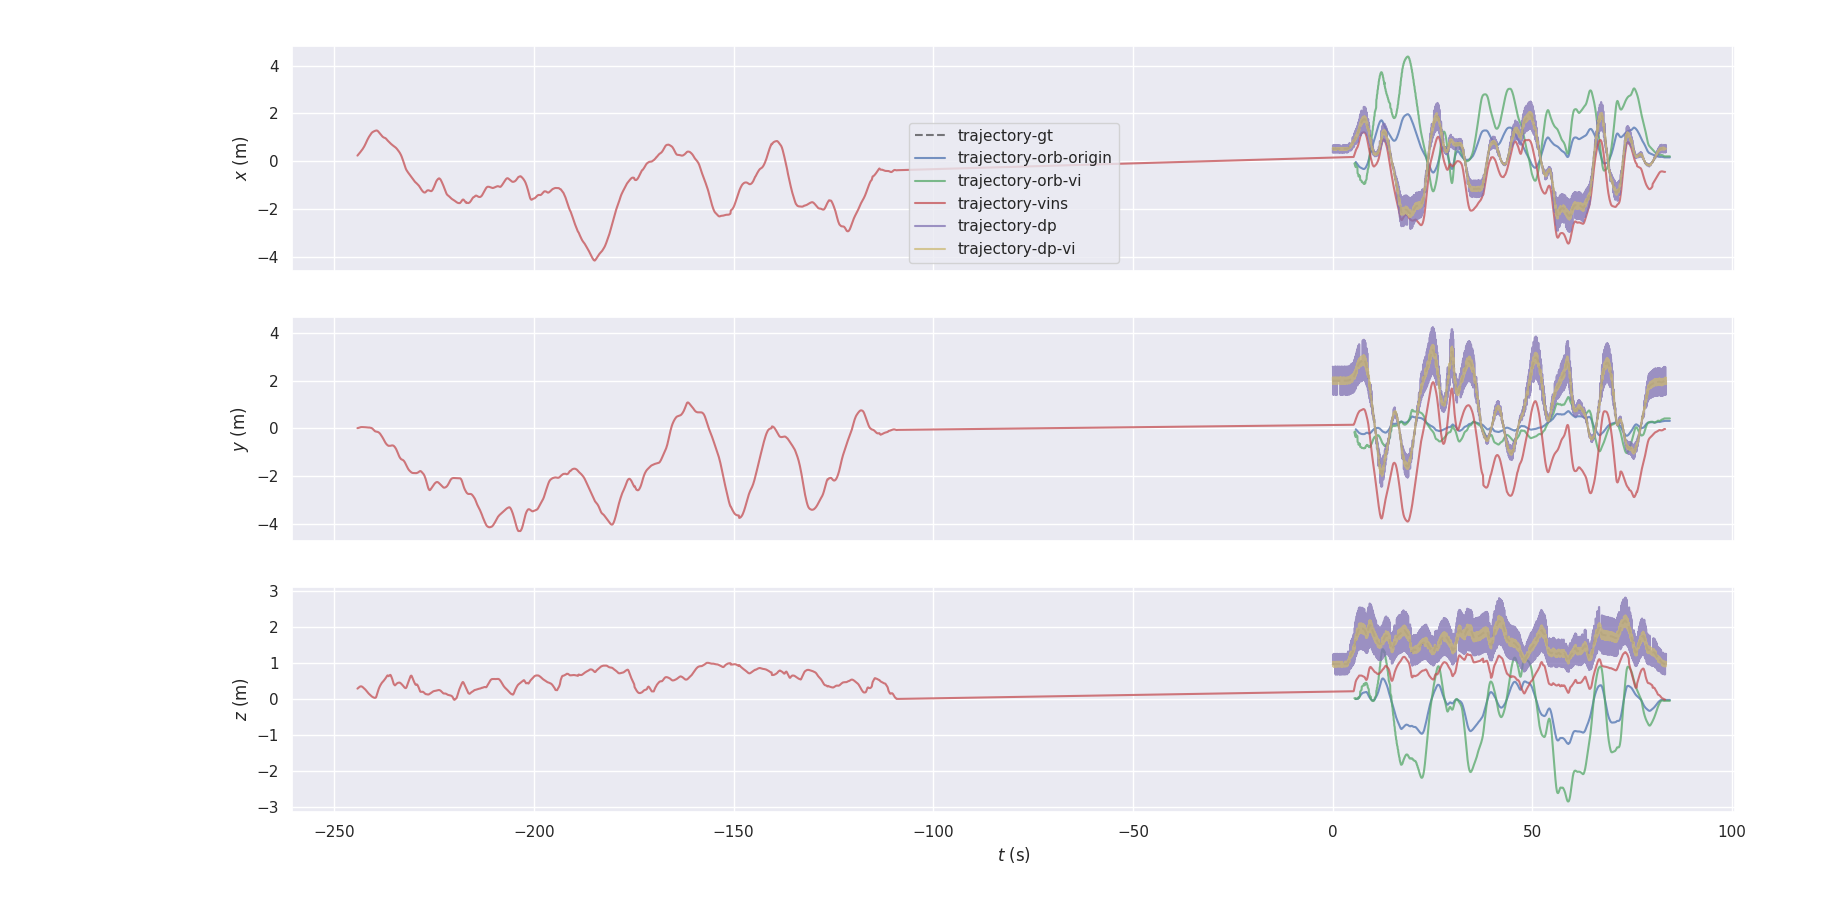 4
2
0
−2
−4
x (m)
trajectory-gt
trajectory-orb-origin
trajectory-orb-vi
trajectory-vins
trajectory-dp
trajectory-dp-vi
4
2
0
−2
−4
y (m)
3
2
1
0
−1
−2
−3
z (m)
−250 −200 −150 −100 −50 0 50 100
t (s)